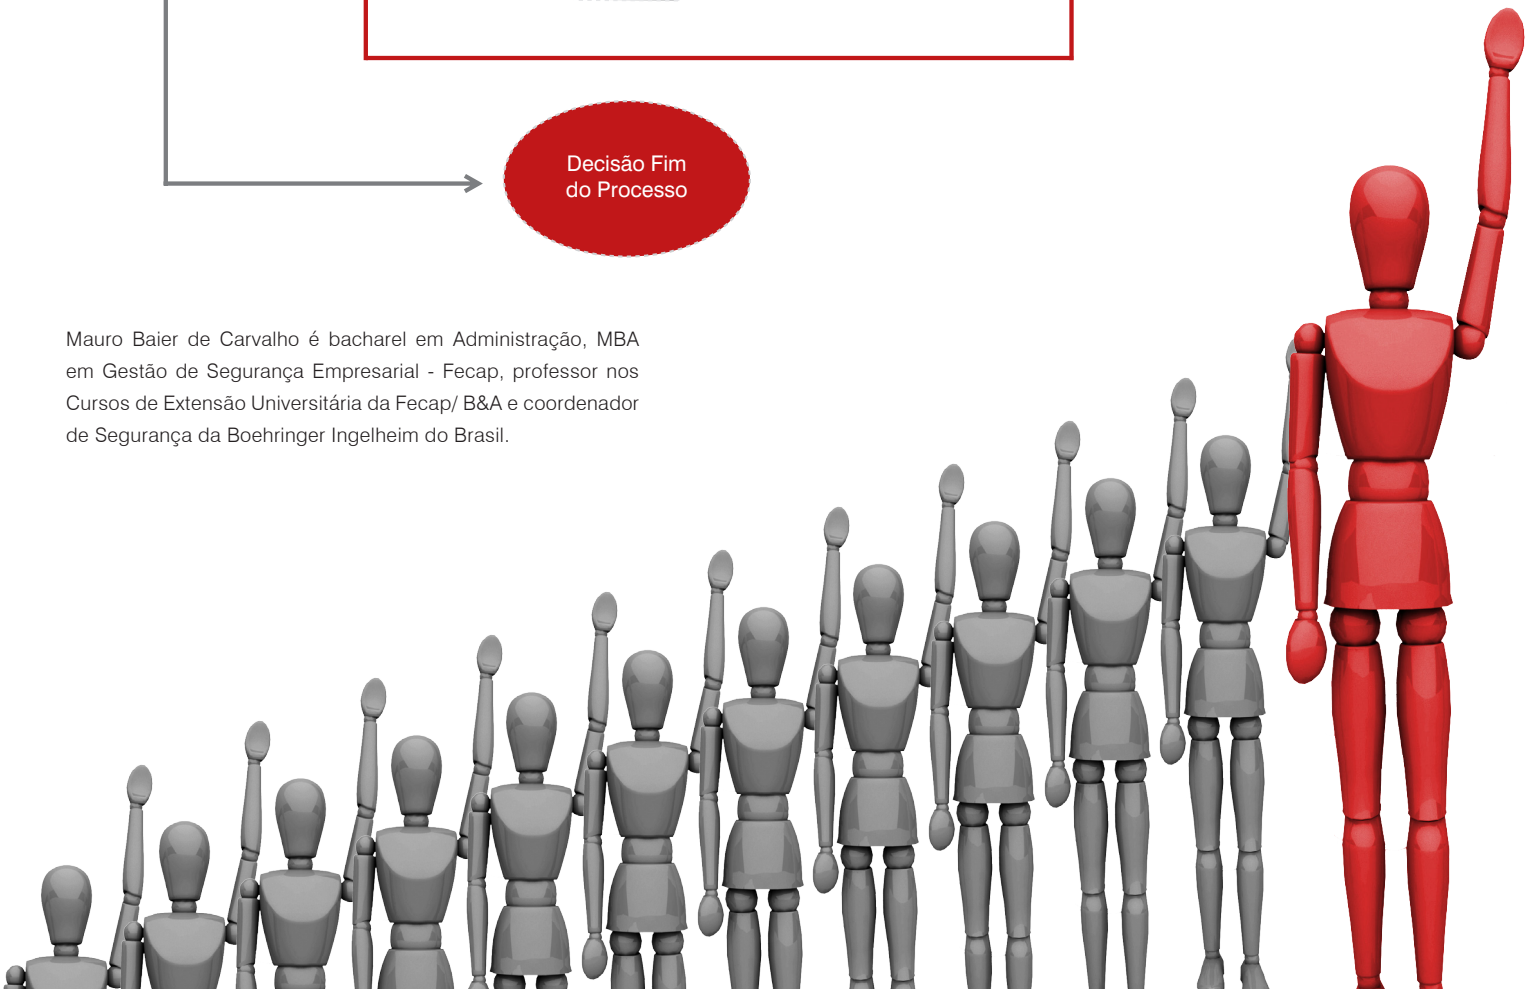 Decisão Fim
do Processo
Mauro Baier de Carvalho é bacharel em Administração, MBA
em Gestão de Segurança Empresarial - Fecap, professor nos
Cursos de Extensão Universitária da Fecap/ B&A e coordenador
de Segurança da Boehringer Ingelheim do Brasil.